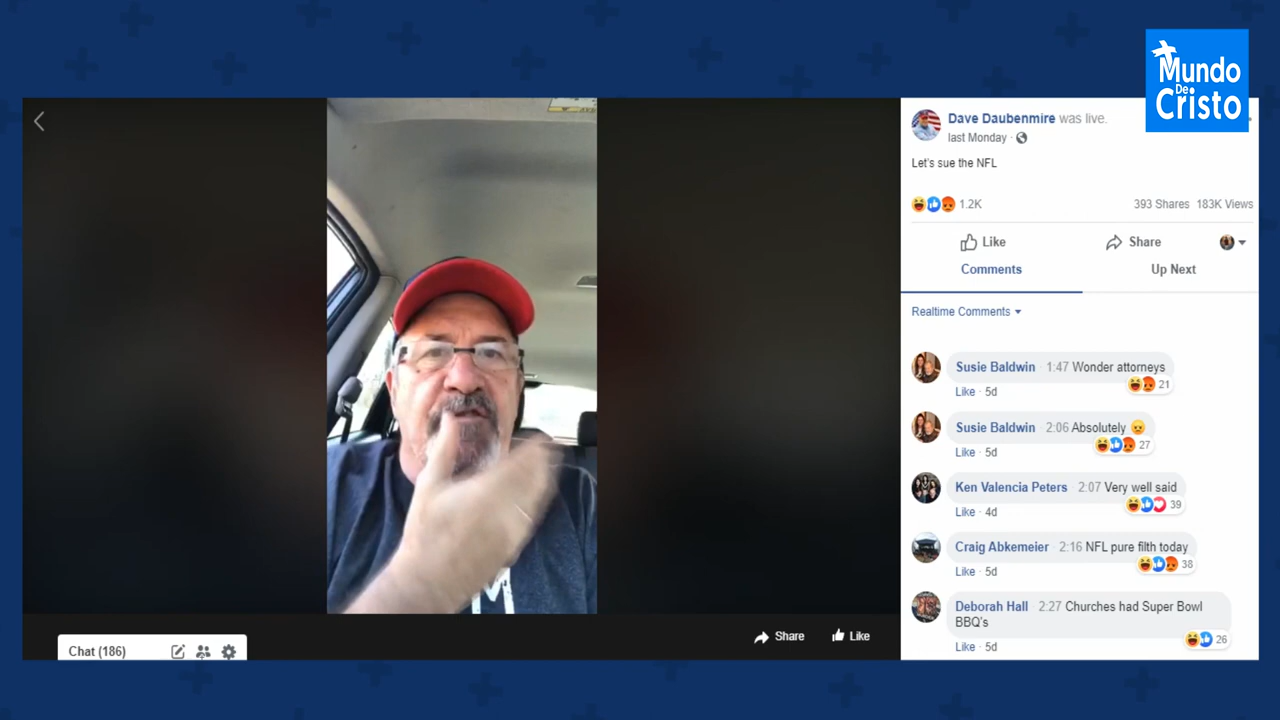 Mundo
De
Cristo
Dave Daubenmire was live.
last Monday ·
Let's sue the NFL
1.2K
393 Shares 183K Views
Like
Share
Comments
Up Next
Realtime Comments
Susie Baldwin 1:47 Wonder attorneys
21
Like · 5d
Susie Baldwin 2:06 Absolutely
27
Like · 5d
Ken Valencia Peters 2:07 Very well said
39
Like · 4d
Craig Abkemeier 2:16 NFL pure filth today
38
Like · 5d
Deborah Hall 2:27 Churches had Super Bowl
BBQ's
26
Like · 5d
Share
Like
Chat (186)